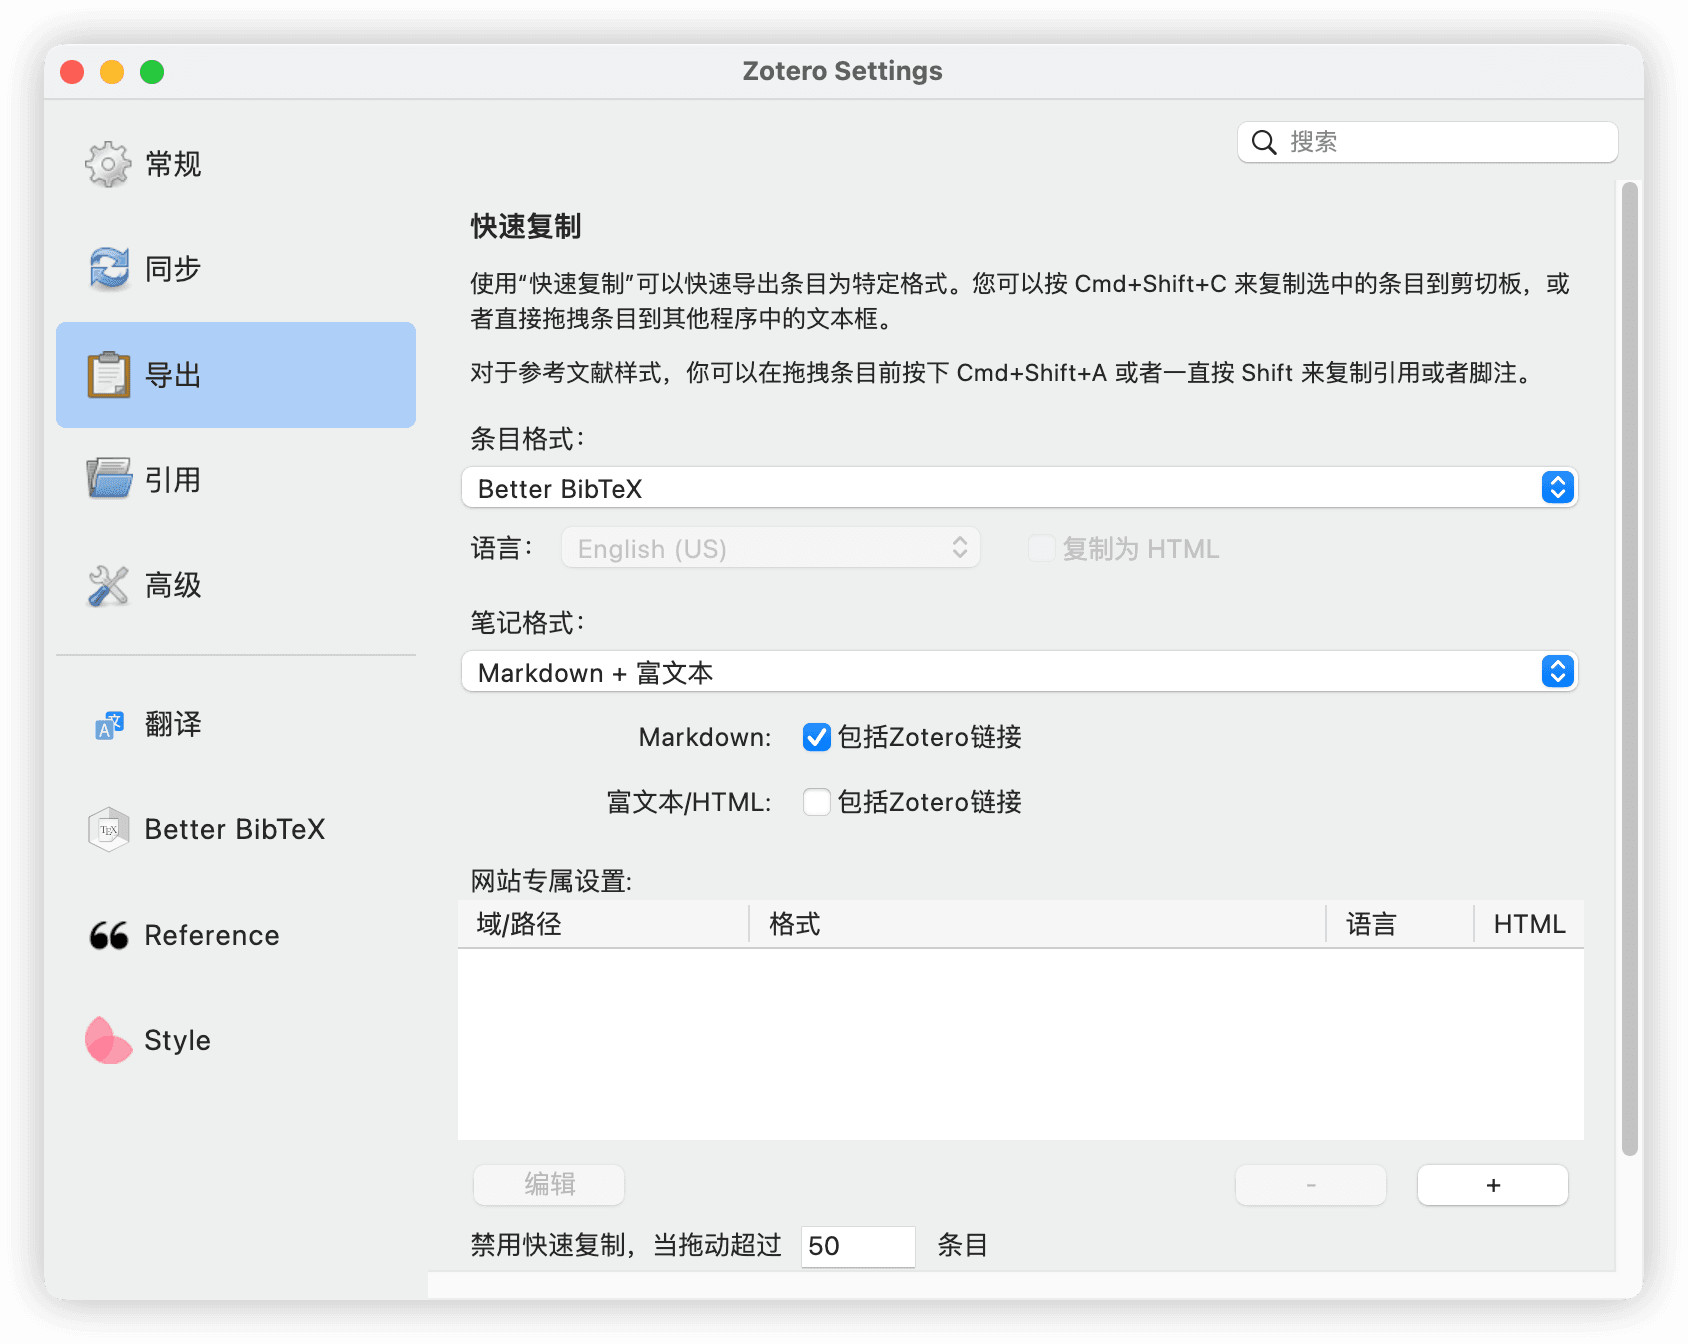 Zotero Settings
搜索
常规
同步
导出
引用
高级
翻译
Better BibTeX
Reference
Style
快速复制
使用“快速复制”可以快速导出条目为特定格式。您可以按 Cmd+Shift+C 来复制选中的条目到剪切板，或
者直接拖拽条目到其他程序中的文本框。
对于参考文献样式，你可以在拖拽条目前按下 Cmd+Shift+A 或者一直按 Shift 来复制引用或者脚注。
条目格式：
Better BibTeX
语言： English (US) 复制为 HTML
笔记格式：
Markdown + 富文本
Markdown: 包括Zotero链接
富文本/HTML: 包括Zotero链接
网站专属设置:
域/路径 格式 语言 HTML
编辑 - +
禁用快速复制，当拖动超过 50 条目